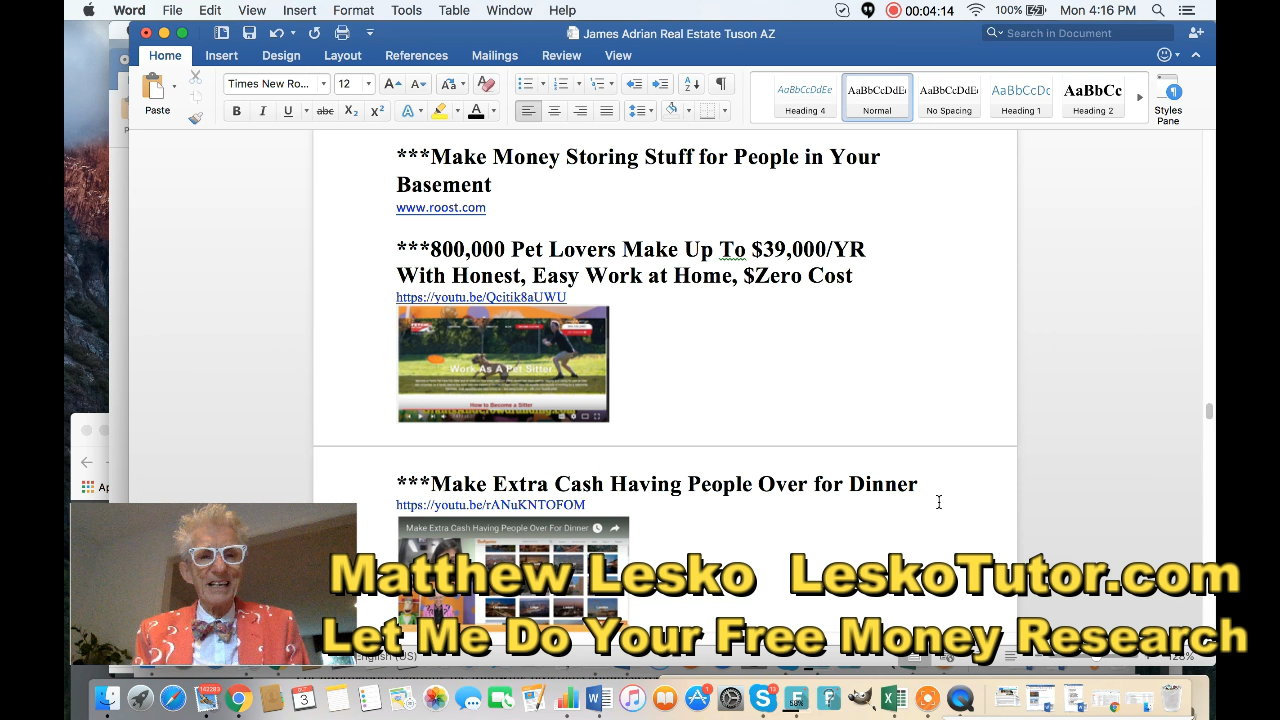 Word File Edit View Insert Format Tools Table Window Help 00:04:14 100% Mon 4:16 PM
James Adrian Real Estate Tuson AZ Search in Document
Home Insert Design Layout References Mailings Review View
Times New Ro... 12
Paste
B I U abc X₂ X²
AaBbCcDdEe AaBbCcDdE AaBbCcDdE AaBbCcDc AaBbCc
Heading 4 Normal No Spacing Heading 1 Heading 2 Styles Pane
***Make Money Storing Stuff for People in Your
Basement
www.roost.com
***800,000 Pet Lovers Make Up To $39,000/YR
With Honest, Easy Work at Home, $Zero Cost
https://youtu.be/Qcitik8aUWU
Work As A Pet Sitter
How to Become a Sitter
***Make Extra Cash Having People Over for Dinner
https://youtu.be/rANuKNTOFOM
Make Extra Cash Having People Over For Dinner
Matthew Lesko LeskoTutor.com
Let Me Do Your Free Money Research
English (US) 128%